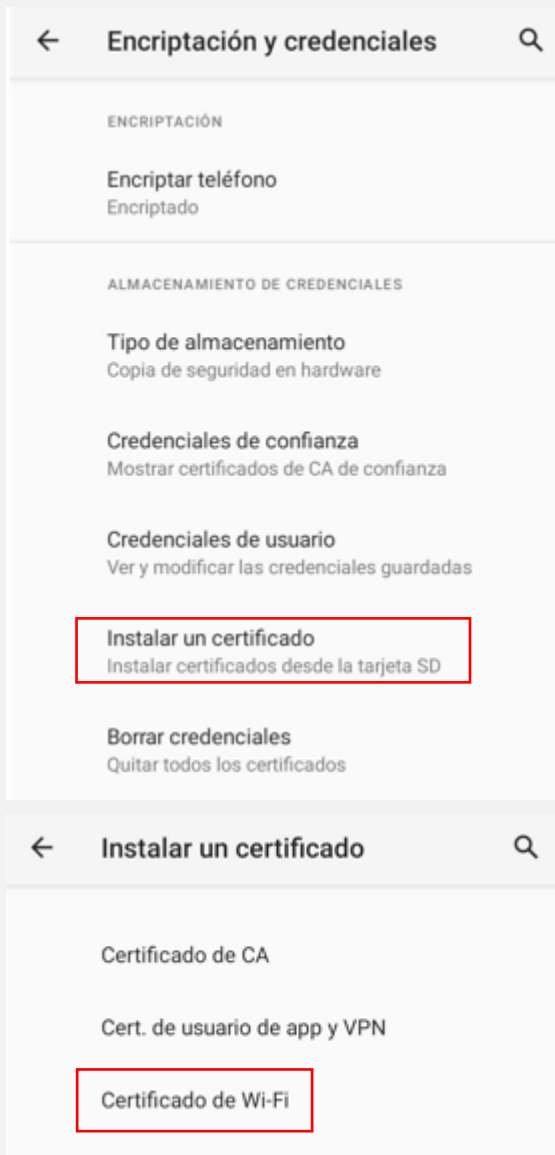 Encriptación y credenciales
ENCRIPTACIÓN
Encriptar teléfono
Encriptado
ALMACENAMIENTO DE CREDENCIALES
Tipo de almacenamiento
Copia de seguridad en hardware
Credenciales de confianza
Mostrar certificados de CA de confianza
Credenciales de usuario
Ver y modificar las credenciales guardadas
Instalar un certificado
Instalar certificados desde la tarjeta SD
Borrar credenciales
Quitar todos los certificados
Instalar un certificado
Certificado de CA
Cert. de usuario de app y VPN
Certificado de Wi-Fi